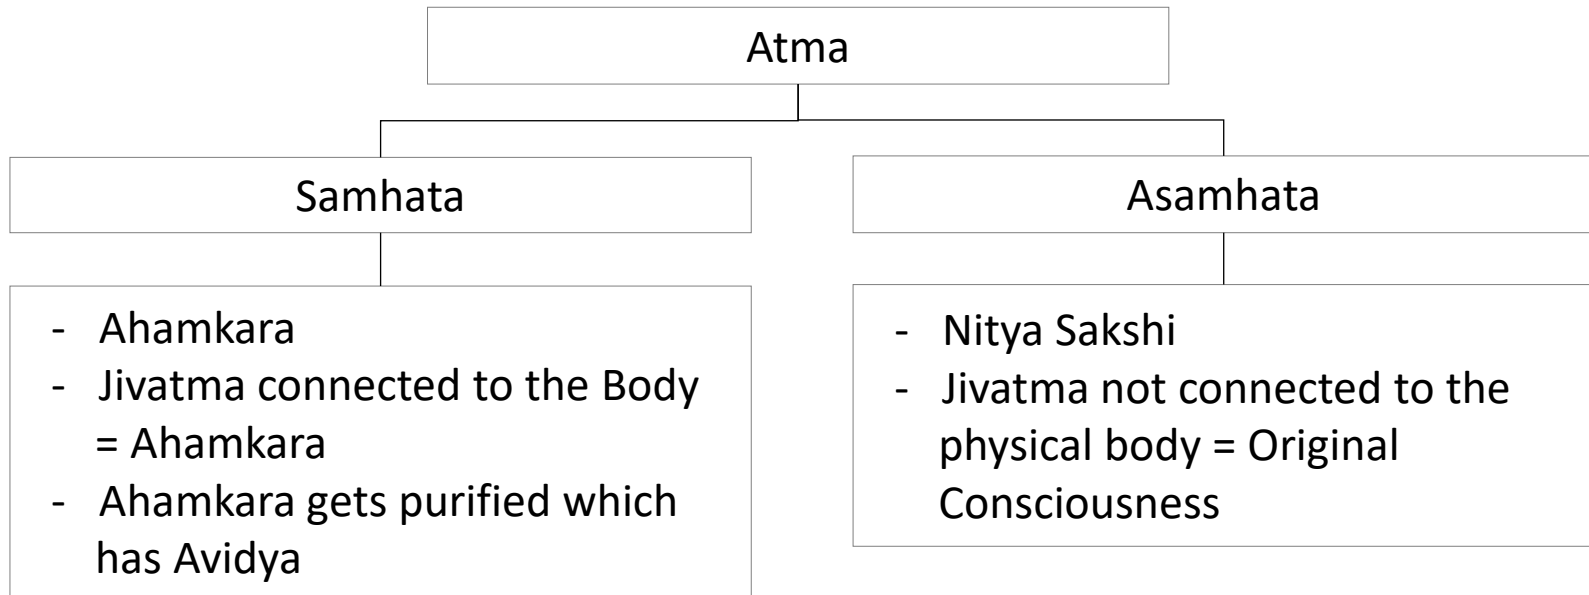 Atma
Samhata
Asamhata
- Ahamkara
- Jivatma connected to the Body
= Ahamkara
- Ahamkara gets purified which
has Avidya
- Nitya Sakshi
- Jivatma not connected to the
physical body = Original
Consciousness